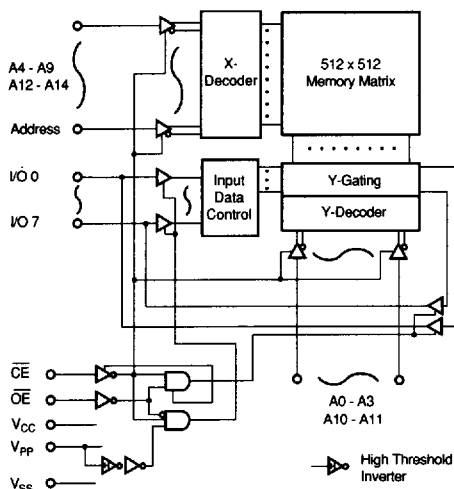 A4 - A9
A12 - A14
X-
Decoder
512 x 512
Memory Matrix
Address
I/O 0
I/O 7
Input
Data
Control
Y-Gating
Y-Decoder
CE
OE
VCC
VPP
VSS
A0 - A3
A10 - A11
High Threshold
Inverter